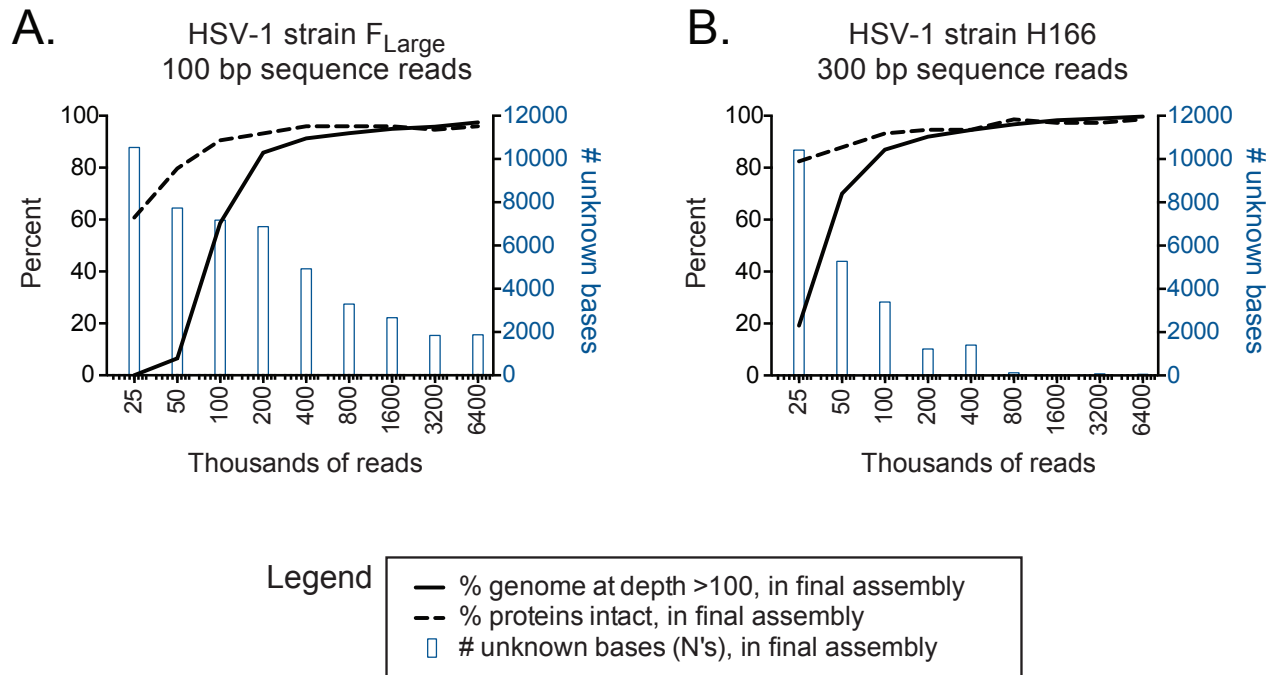 A.
HSV-1 strain F_Large
100 bp sequence reads
Percent
100
80
60
40
20
0
12000
10000
8000
6000
4000
2000
0
# unknown bases
25
50
100
200
400
800
1600
3200
6400
Thousands of reads
B.
HSV-1 strain H166
300 bp sequence reads
Percent
100
80
60
40
20
0
12000
10000
8000
6000
4000
2000
0
# unknown bases
25
50
100
200
400
800
1600
3200
6400
Thousands of reads
Legend
% genome at depth >100, in final assembly
% proteins intact, in final assembly
# unknown bases (N's), in final assembly